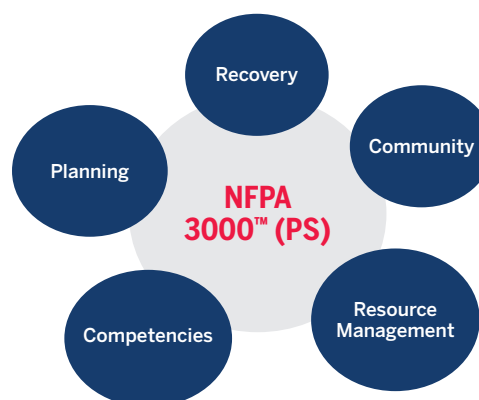 Recovery
Community
Planning
NFPA
3000™ (PS)
Resource
Management
Competencies